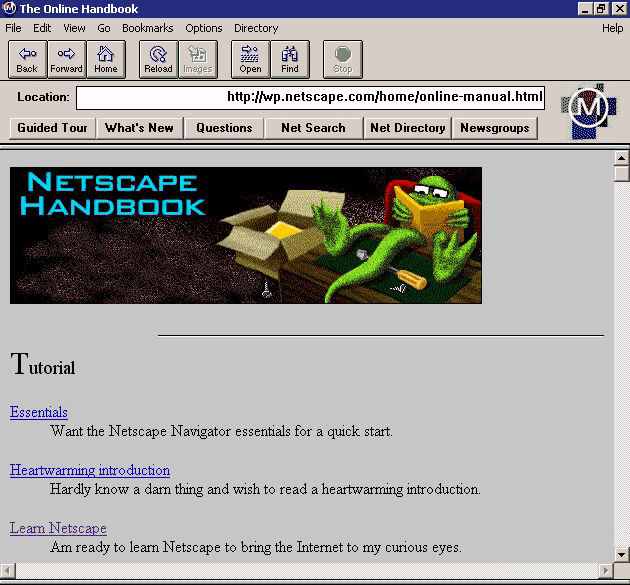 The Online Handbook
File Edit View Go Bookmarks Options Directory Help
Back Forward Home Reload Images Open Find Stop
Location: http://wp.netscape.com/home/online-manual.html
M
Guided Tour What's New Questions Net Search Net Directory Newsgroups
NETSCAPE
HANDBOOK
Tutorial
Essentials
Want the Netscape Navigator essentials for a quick start.
Heartwarming introduction
Hardly know a darn thing and wish to read a heartwarming introduction.
Learn Netscape
Am ready to learn Netscape to bring the Internet to my curious eyes.